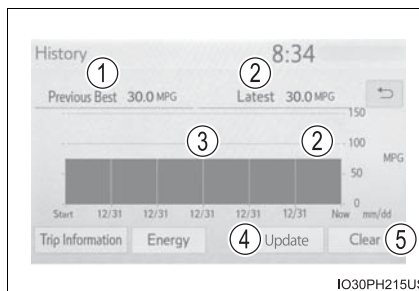 History 8:34
1 2
Previous Best 30.0 MPG Latest 30.0 MPG
150
3 2 100
MPG
50
0
Start 12/31 12/31 12/31 12/31 12/31 Now mm/dd
Trip Information Energy 4 Update Clear 5
IO30PH215US